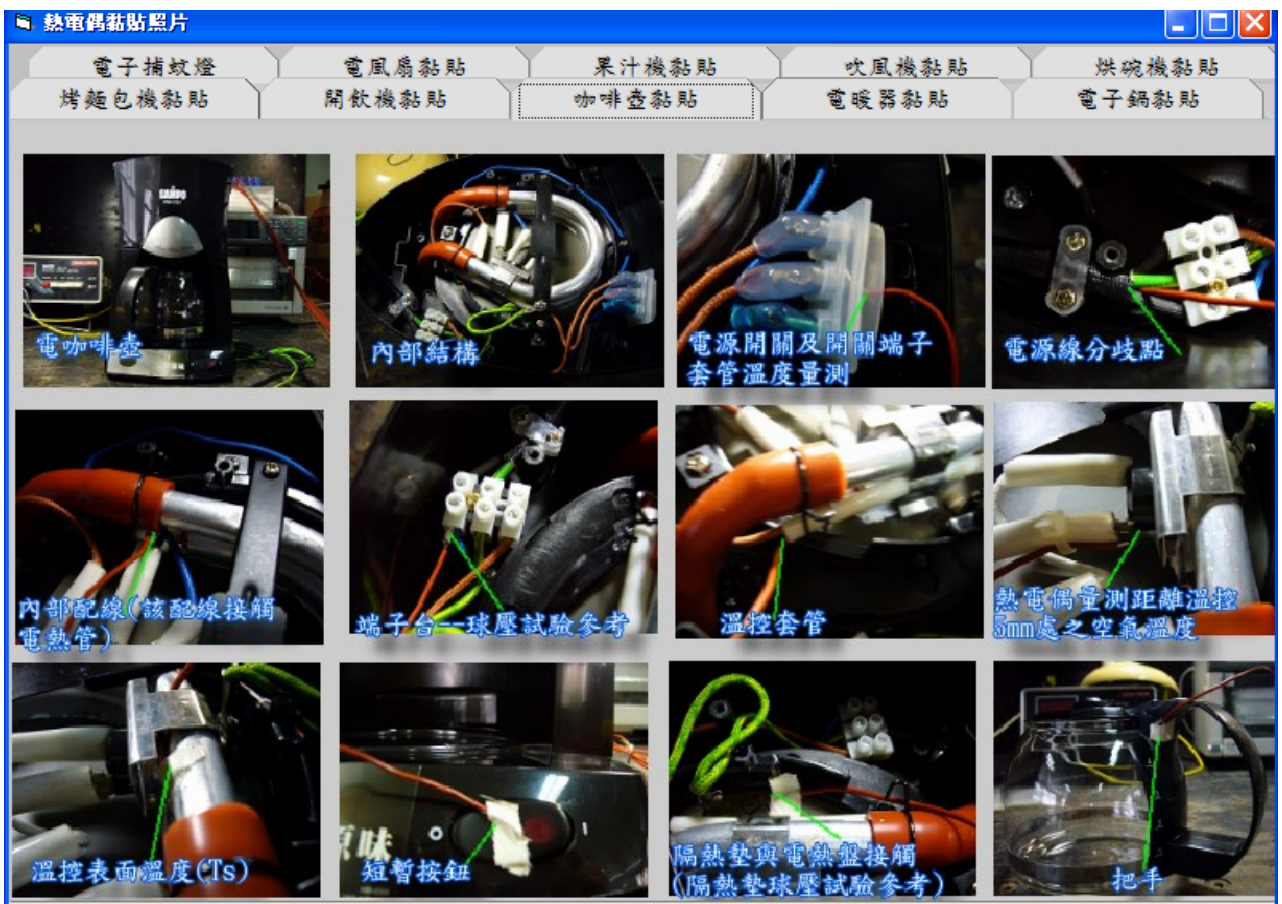 熱電偶黏貼照片
電子捕蚊燈
電風扇黏貼
果汁機黏貼
吹風機黏貼
烘碗機黏貼
烤麵包機黏貼
開飲機黏貼
咖啡壺黏貼
電暖器黏貼
電子鍋黏貼
SAMPO
電咖啡壺
內部結構
電源開關及開關端子
套管溫度量測
電源線分歧點
內部配線(該配線接觸
電熱管)
端子台--球壓試驗參考
溫控套管
熱電偶量測距離溫控
5mm處之空氣溫度
溫控表面溫度(Ts)
原味
短暫按鈕
隔熱墊與電熱盤接觸
(隔熱墊球壓試驗參考)
把手